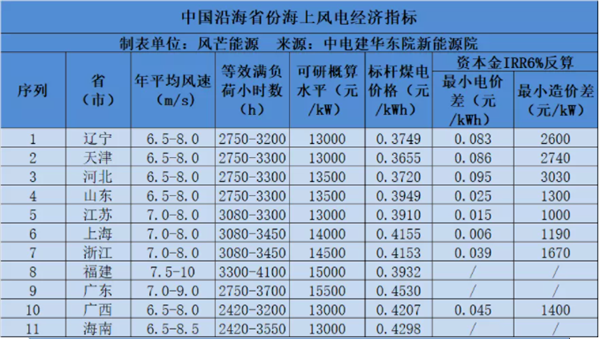 中国沿海省份海上风电经济指标
制表单位：风芒能源 来源：中电建华东院新能源院
序列 省（市） 年平均风速（m/s） 等效满负荷小时数（h） 可研概算水平（元/kW） 标杆煤电价格（元/kWh） 资本金IRR6%反算
最小电价差（元/kWh） 最小造价差（元/kW
1 辽宁 6.5-8.0 2750-3200 13000 0.3749 0.083 2600
2 天津 6.5-8.0 2750-3300 13000 0.3655 0.086 2740
3 河北 6.5-8.0 2750-3300 13500 0.3720 0.095 3030
4 山东 6.5-8.0 2750-3300 13500 0.3949 0.025 1300
5 江苏 7.0-8.0 3080-3300 13000 0.3910 0.015 1000
6 上海 7.0-8.0 3080-3450 14000 0.4155 0.006 1190
7 浙江 7.0-8.0 3080-3450 14500 0.4153 0.039 1670
8 福建 7.5-10 3300-4100 15000 0.3932 / /
9 广东 7.0-9.0 2750-3700 15500 0.4530 / /
10 广西 6.5-8.0 2420-3200 13000 0.4207 0.045 1400
11 海南 6.5-8.5 2420-3550 13000 0.4298 / /